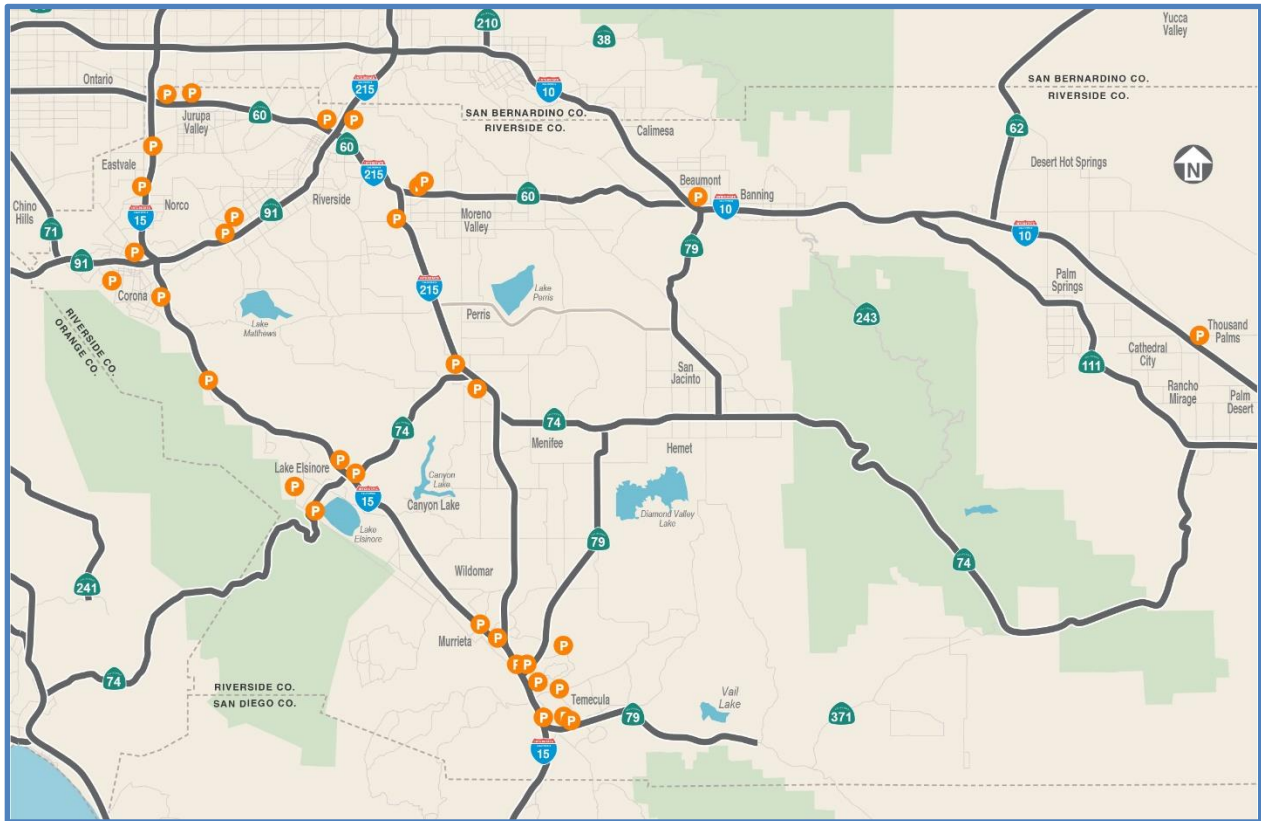 210
38
Yucca
Valley
Ontario
215
10
SAN BERNARDINO CO.
RIVERSIDE CO.
P
P
Jurupa
Valley
60
SAN BERNARDINO CO.
RIVERSIDE CO.
P
P
62
Calimesa
Eastvale
P
60
Desert Hot Springs
N
215
Beaumont
P
P
P
Riverside
60
P
10
Banning
Chino
Hills
71
15
Norco
P
P
91
P
Moreno
Valley
79
10
91
P
P
Corona
P
215
Lake
Perris
Palm
Springs
RIVERSIDE CO.
ORANGE CO.
Lake
Matthews
Perris
243
Thousand
Palms
P
Cathedral
City
111
P
P
P
San
Jacinto
Rancho
Mirage
Palm
Desert
74
74
Menifee
Hemet
Lake Elsinore
P
P
P
P
15
Canyon
Lake
Canyon Lake
Lake
Elsinore
Diamond Valley
Lake
79
74
241
Wildomar
P
Murrieta
P
P
P
P
P
P
Temecula
74
RIVERSIDE CO.
SAN DIEGO CO.
P
P
P
79
Vail
Lake
371
15